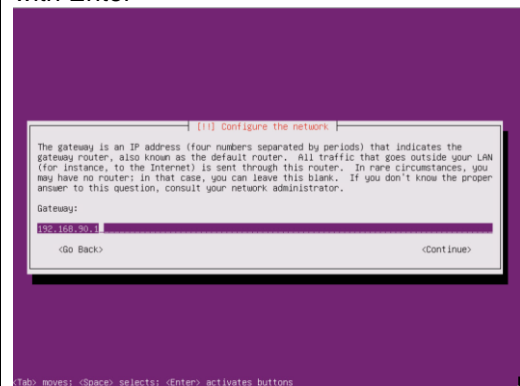 with Enter
[!!] Configure the network
The gateway is an IP address (four numbers separated by periods) that indicates the
gateway router, also known as the default router. All traffic that goes outside your LAN
(for instance, to the Internet) is sent through this router. In rare circumstances, you
may have no router; in that case, you can leave this blank. If you don't know the proper
answer to this question, consult your network administrator.
Gateway:
192.168.90.1
<Go Back> <Continue>
<Tab> moves; <Space> selects; <Enter> activates buttons